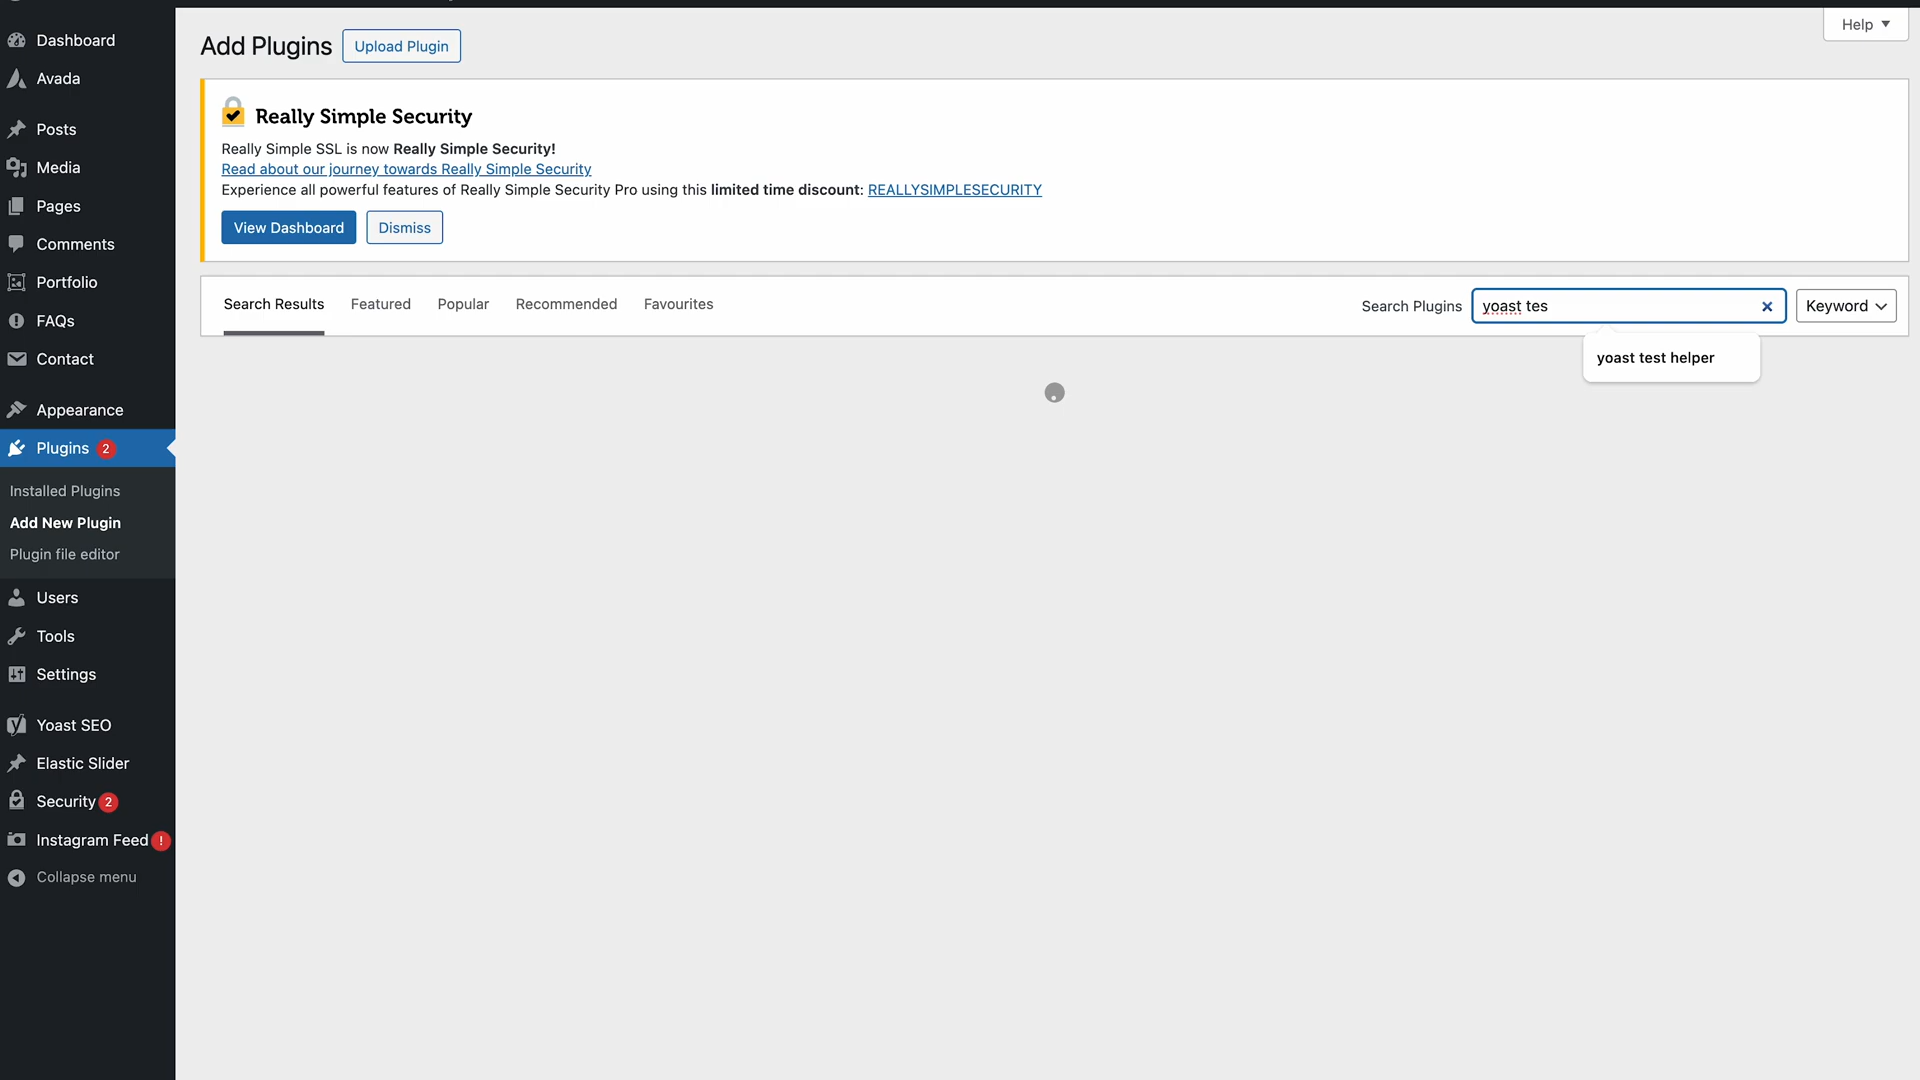 Dashboard
Avada
Posts
Media
Pages
Comments
Portfolio
FAQs
Contact
Appearance
Plugins 2
Installed Plugins
Add New Plugin
Plugin file editor
Users
Tools
Settings
Yoast SEO
Elastic Slider
Security 2
Instagram Feed !
Collapse menu
Help
Add Plugins Upload Plugin
Really Simple Security
Really Simple SSL is now Really Simple Security!
Read about our journey towards Really Simple Security
Experience all powerful features of Really Simple Security Pro using this limited time discount: REALLYSIMPLESECURITY
View Dashboard Dismiss
Search Results Featured Popular Recommended Favourites Search Plugins yoast tes Keyword
yoast test helper